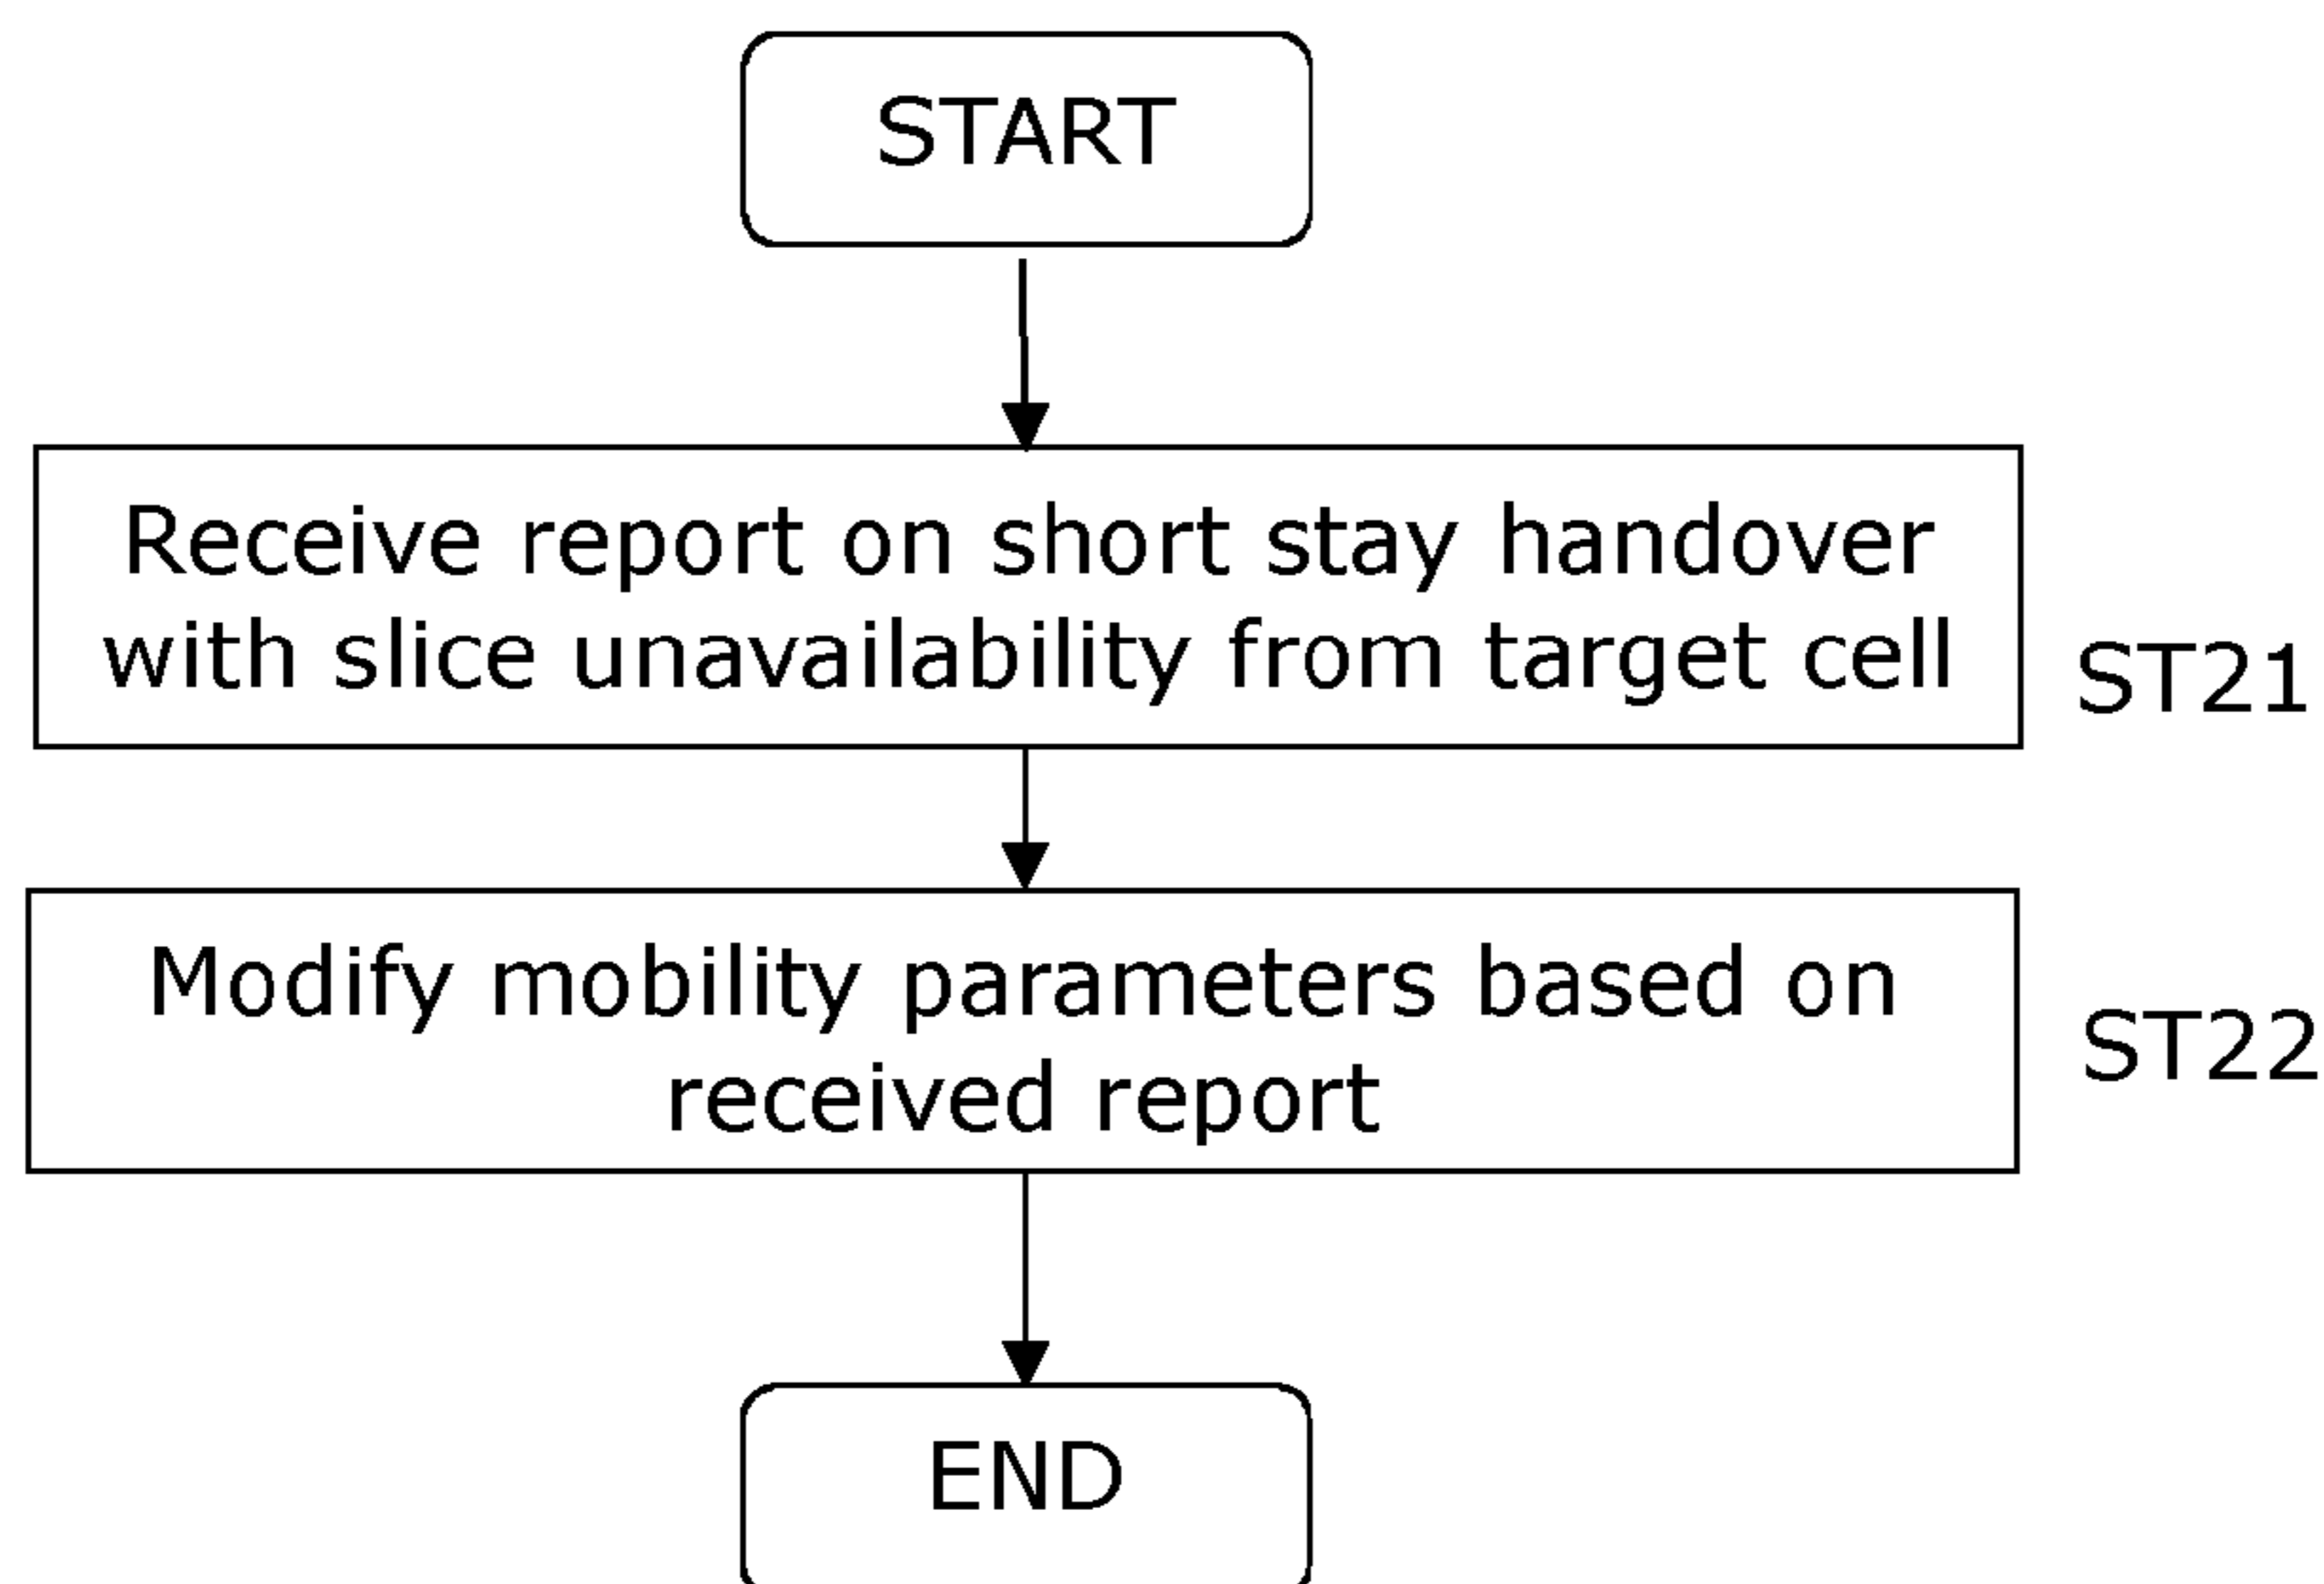 START
Receive report on short stay handover
with slice unavailability from target cell
ST21
Modify mobility parameters based on
received report
ST22
END